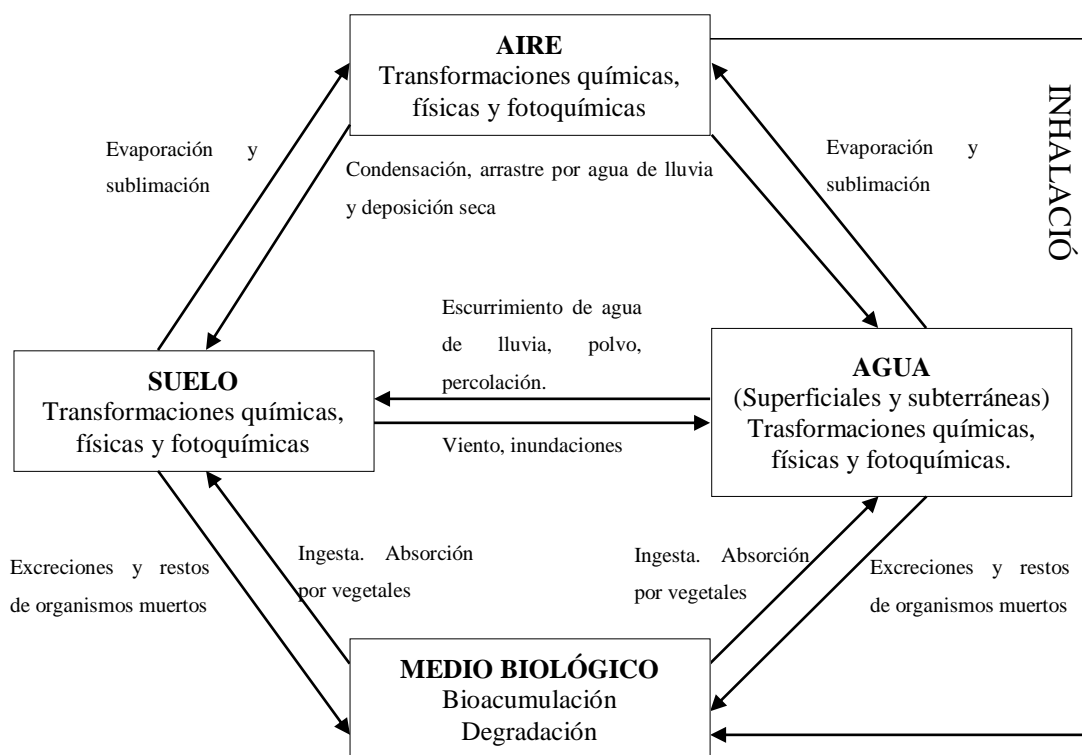 AIRE
Transformaciones químicas,
físicas y fotoquímicas
INHALACIÓ
Evaporación y
sublimación
Condensación, arrastre por agua de lluvia
y deposición seca
Evaporación y
sublimación
Escurrimiento de agua
de lluvia, polvo,
percolación.
SUELO
Transformaciones químicas,
físicas y fotoquímicas
AGUA
(Superficiales y subterráneas)
Trasformaciones químicas,
físicas y fotoquímicas.
Viento, inundaciones
Excreciones y restos
de organismos muertos
Ingesta. Absorción
por vegetales
Ingesta. Absorción
por vegetales
Excreciones y restos
de organismos muertos
MEDIO BIOLÓGICO
Bioacumulación
Degradación